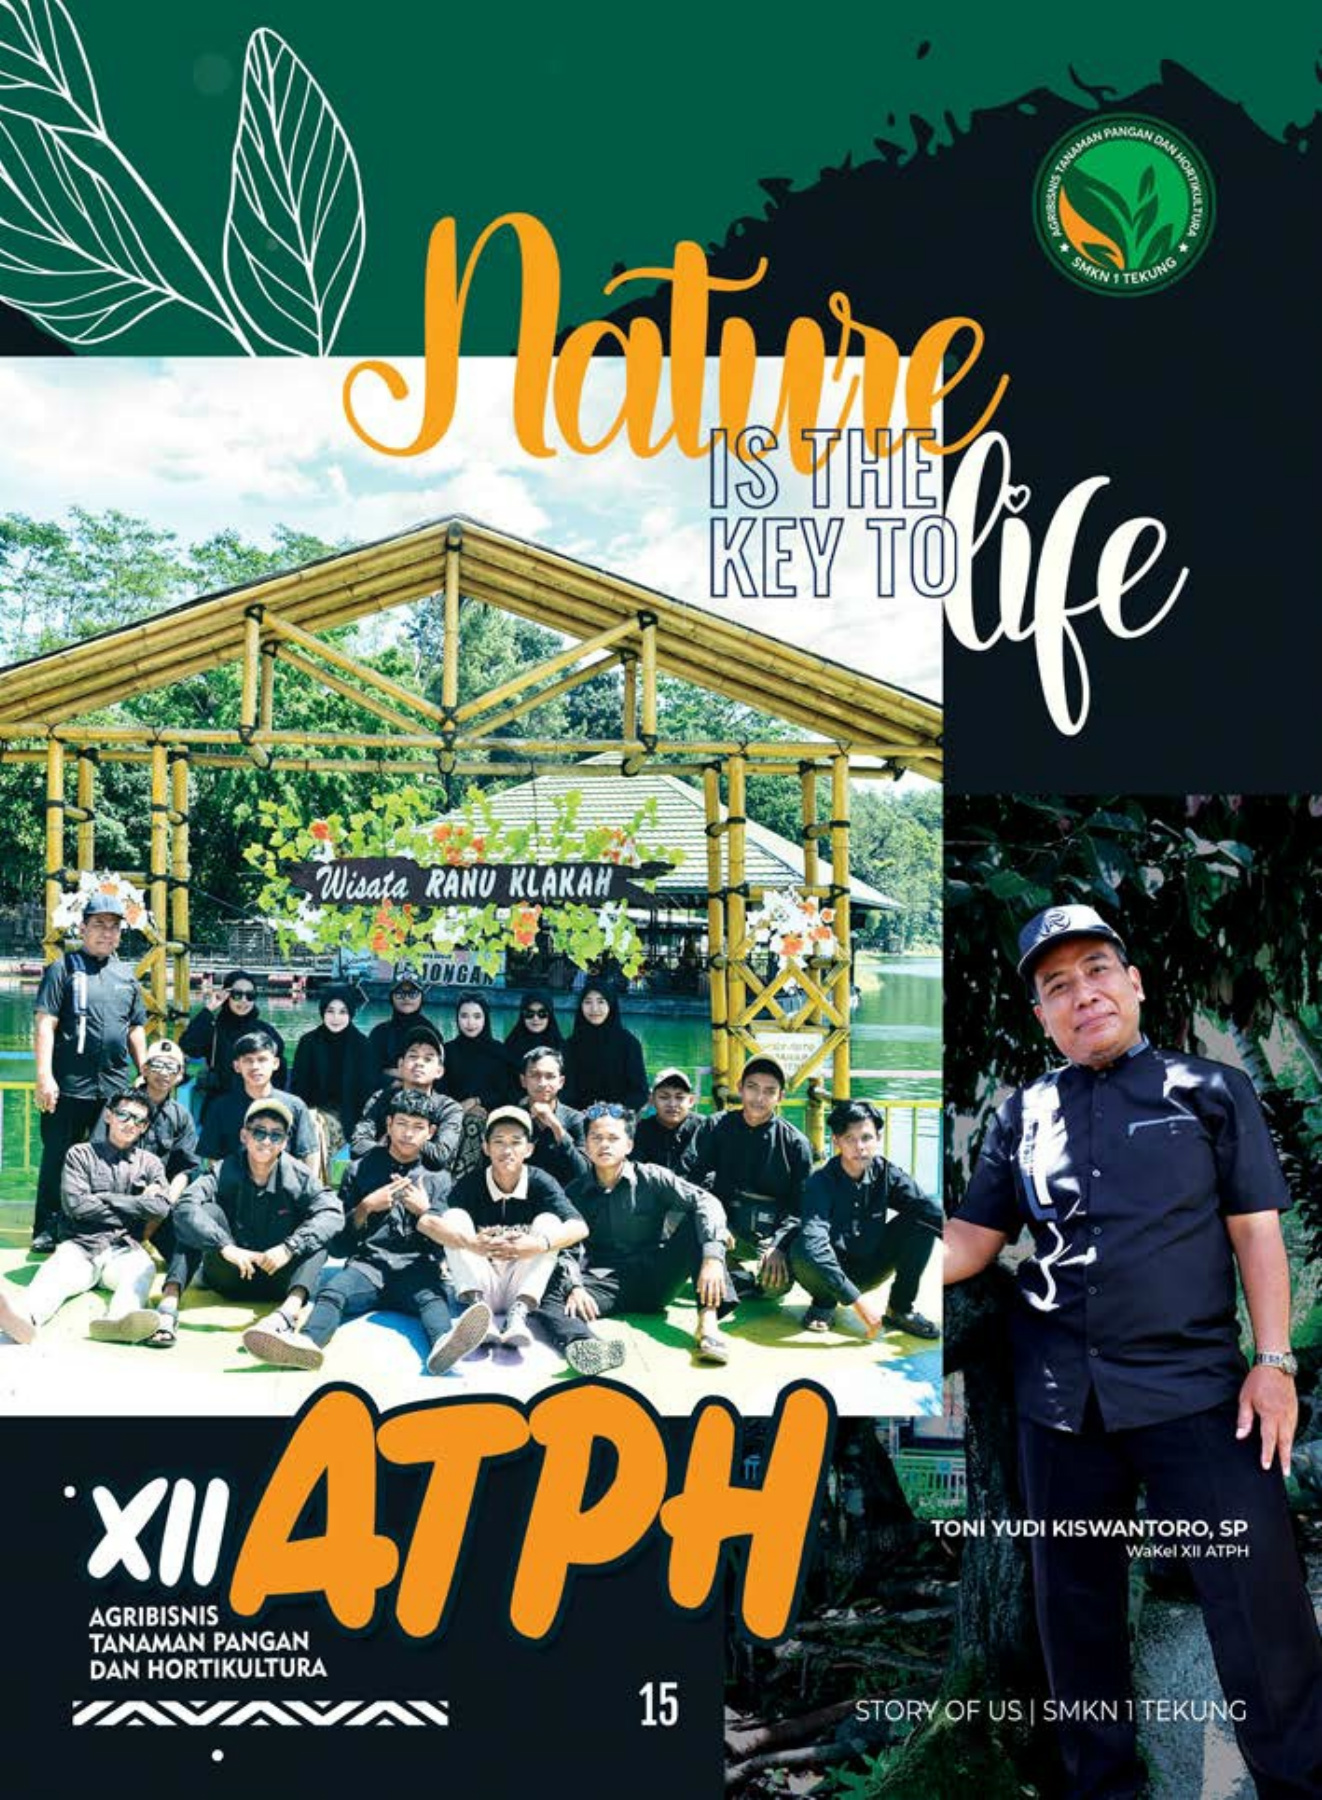 AGRIBISNIS TANAMAN PANGAN DAN HORTIKULTURA
SMKN 1 TEKUNG
Nature
IS THE
KEY TO
life
Wisata RANU KLAKAH
XII ATPH
AGRIBISNIS
TANAMAN PANGAN
DAN HORTIKULTURA
TONI YUDI KISWANTORO, SP
WaKel XII ATPH
15
STORY OF US | SMKN 1 TEKUNG